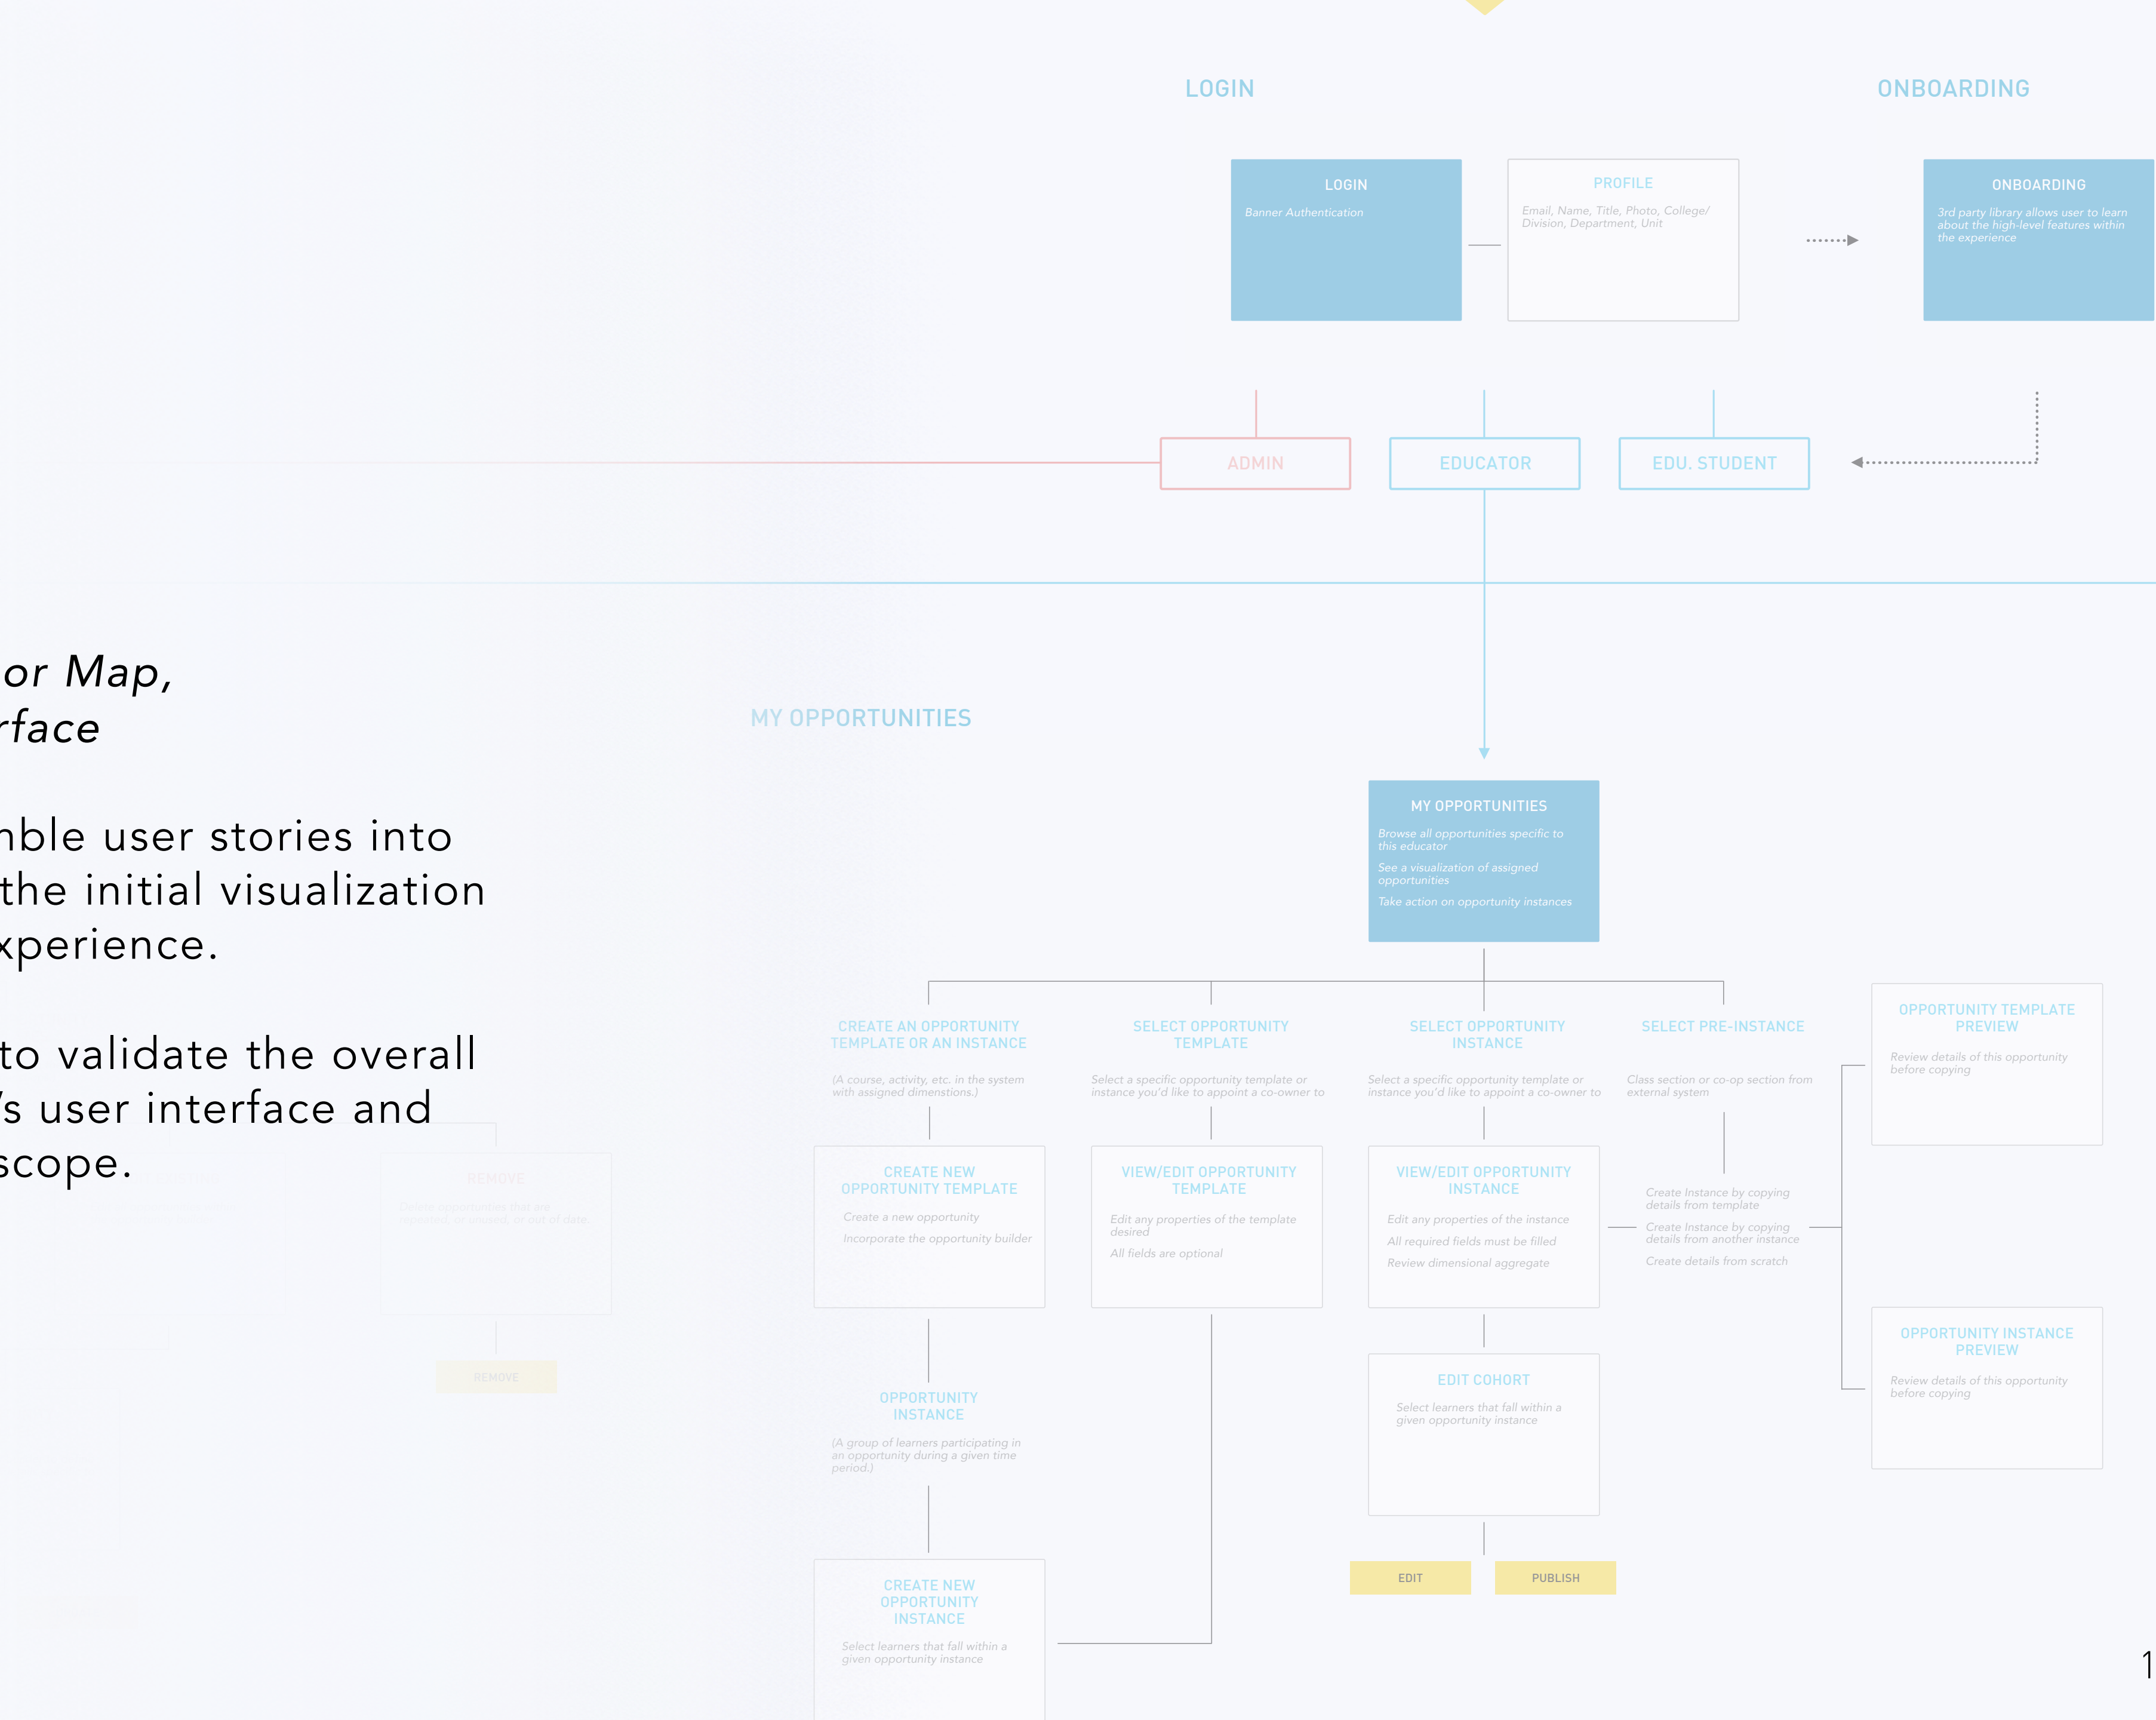 LOGIN
ONBOARDING
LOGIN
Banner Authentication
PROFILE
Email, Name, Title, Photo, College/
Division, Department, Unit
ONBOARDING
3rd party library allows user to learn
about the high-level features within
the experience
ADMIN
EDUCATOR
EDU. STUDENT
or Map,
rface
nble user stories into
the initial visualization
xperience.
to validate the overall
's user interface and
scope.
REMOVE
Delete opportunities that are
repeated, or unused, or out of date
REMOVE
MY OPPORTUNITIES
MY OPPORTUNITIES
Browse all opportunities specific to
this educator
See a visualization of assigned
opportunities
Take action on opportunity instances
CREATE AN OPPORTUNITY
TEMPLATE OR AN INSTANCE
(A course, activity, etc. in the system
with assigned dimenstions.)
CREATE NEW
OPPORTUNITY TEMPLATE
Create a new opportunity
Incorporate the opportunity builder
OPPORTUNITY
INSTANCE
(A group of learners participating in
an opportunity during a given time
period.)
CREATE NEW
OPPORTUNITY
INSTANCE
Select learners that fall within a
given opportunity instance
SELECT OPPORTUNITY
TEMPLATE
Select a specific opportunity template or
instance you'd like to appoint a co-owner to
VIEW/EDIT OPPORTUNITY
TEMPLATE
Edit any properties of the template
desired
All fields are optional
SELECT OPPORTUNITY
INSTANCE
Select a specific opportunity template or
instance you'd like to appoint a co-owner to
VIEW/EDIT OPPORTUNITY
INSTANCE
Edit any properties of the instance
All required fields must be filled
Review dimensional aggregate
EDIT COHORT
Select learners that fall within a
given opportunity instance
EDIT
PUBLISH
SELECT PRE-INSTANCE
Class section or co-op section from
external system
Create Instance by copying
details from template
Create Instance by copying
details from another instance
Create details from scratch
OPPORTUNITY TEMPLATE
PREVIEW
Review details of this opportunity
before copying
OPPORTUNITY INSTANCE
PREVIEW
Review details of this opportunity
before copying
1